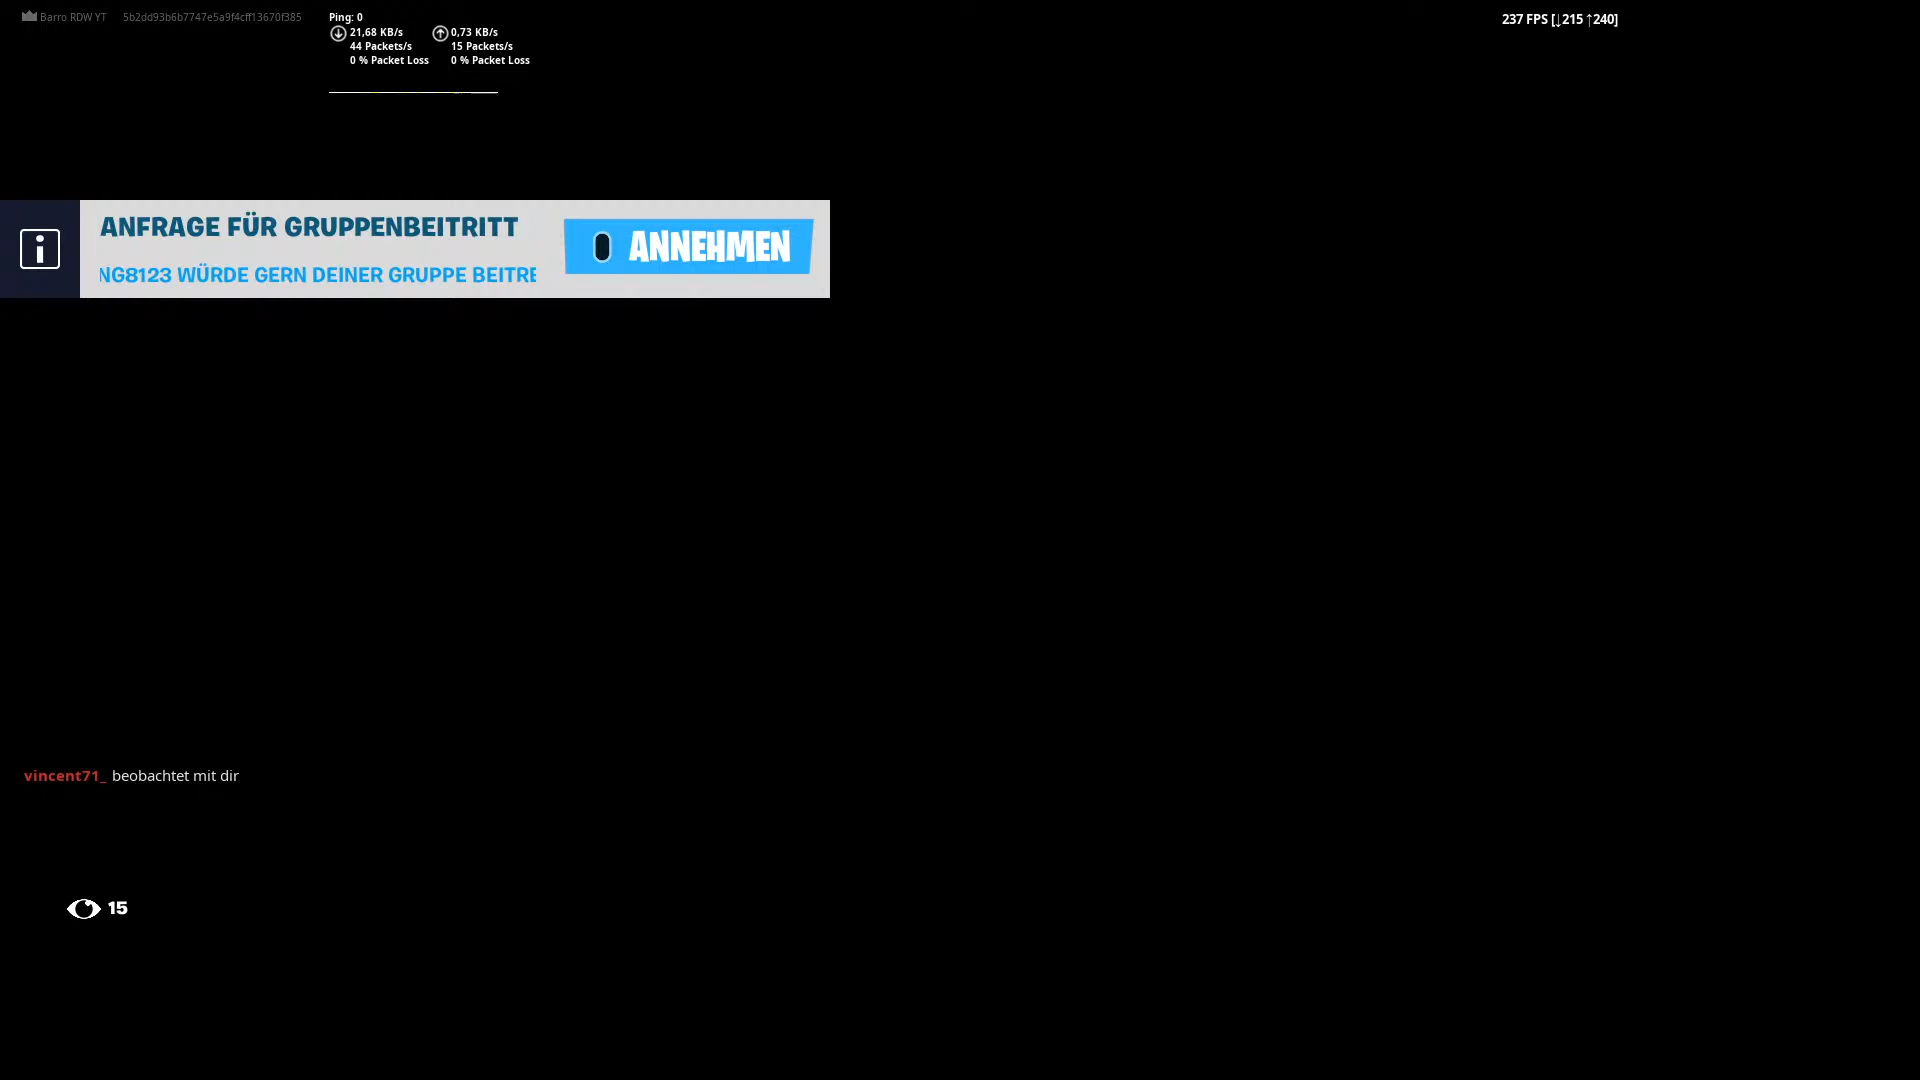 Barro RDW YT 5b2dd93b6b7747e5a9f4cff13670f385
Ping: 0
21,68 KB/s 0,73 KB/s
44 Packets/s 15 Packets/s
0 % Packet Loss 0 % Packet Loss
237 FPS [↓215 ↑240]
ANFRAGE FÜR GRUPPENBEITRITT
NG8123 WÜRDE GERN DEINER GRUPPE BEITRE
ANNEHMEN
vincent71_ beobachtet mit dir
15